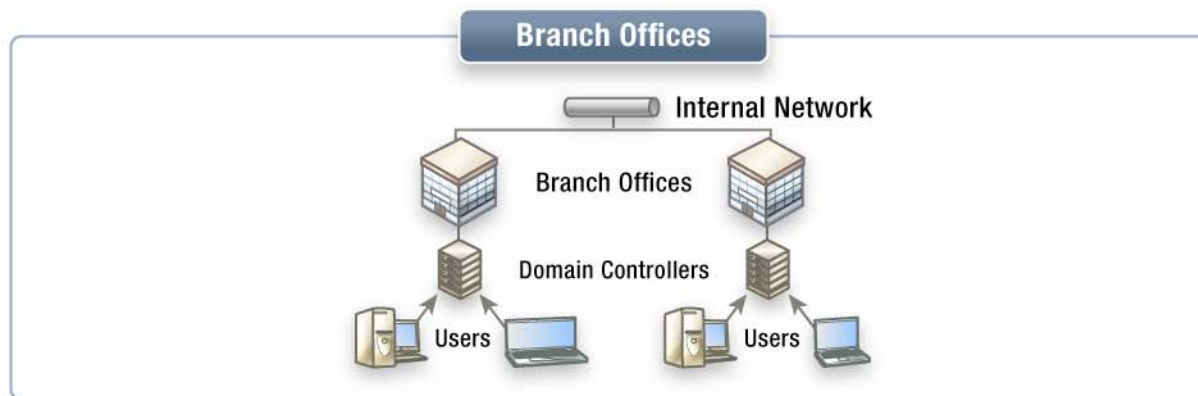 Branch Offices
Internal Network
Branch Offices
Domain Controllers
Users
Users